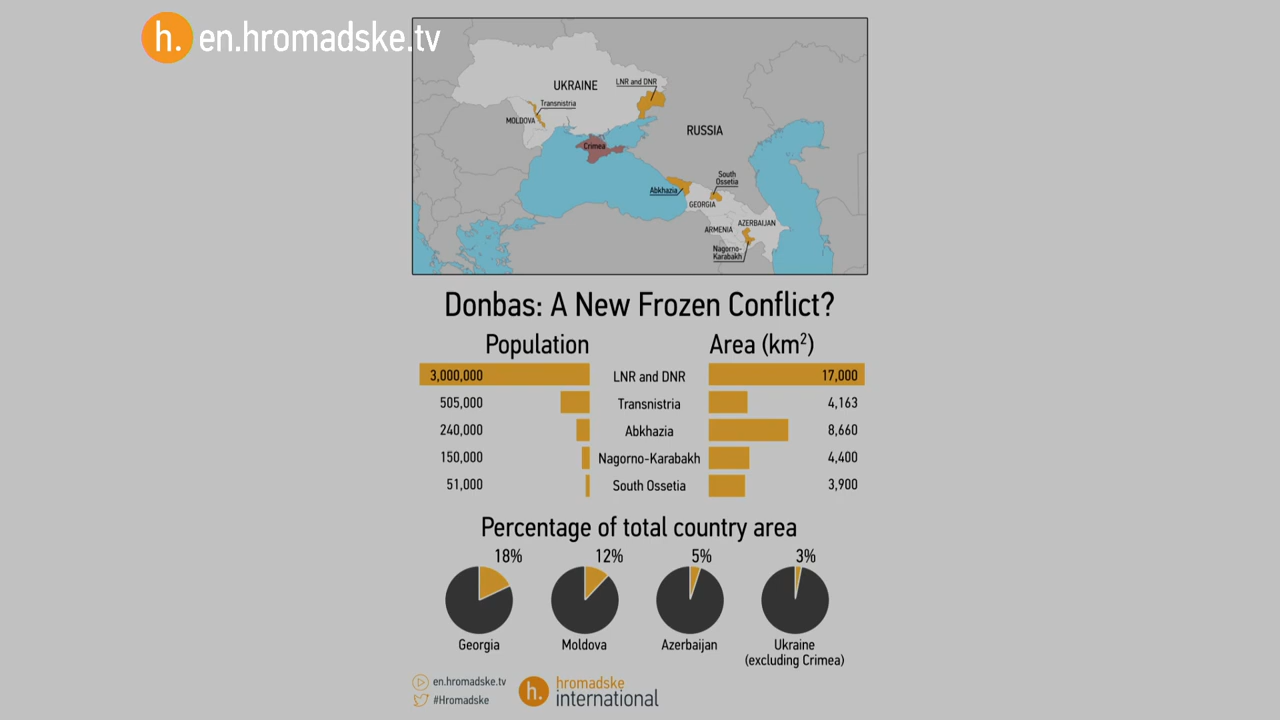 h. en.hromadske.tv
UKRAINE
LNR and DNR
Transnistria
MOLDOVA
RUSSIA
Crimea
South
Ossetia
Abkhazia
GEORGIA
AZERBAIJAN
ARMENIA
Nagorno-
Karabakh
Donbas: A New Frozen Conflict?
Population Area (km²)
3,000,000 LNR and DNR 17,000
505,000 Transnistria 4,163
240,000 Abkhazia 8,660
150,000 Nagorno-Karabakh 4,400
51,000 South Ossetia 3,900
Percentage of total country area
18% 12% 5% 3%
Georgia Moldova Azerbaijan Ukraine
(excluding Crimea)
en.hromadske.tv
#Hromadske
h. hromadske
international